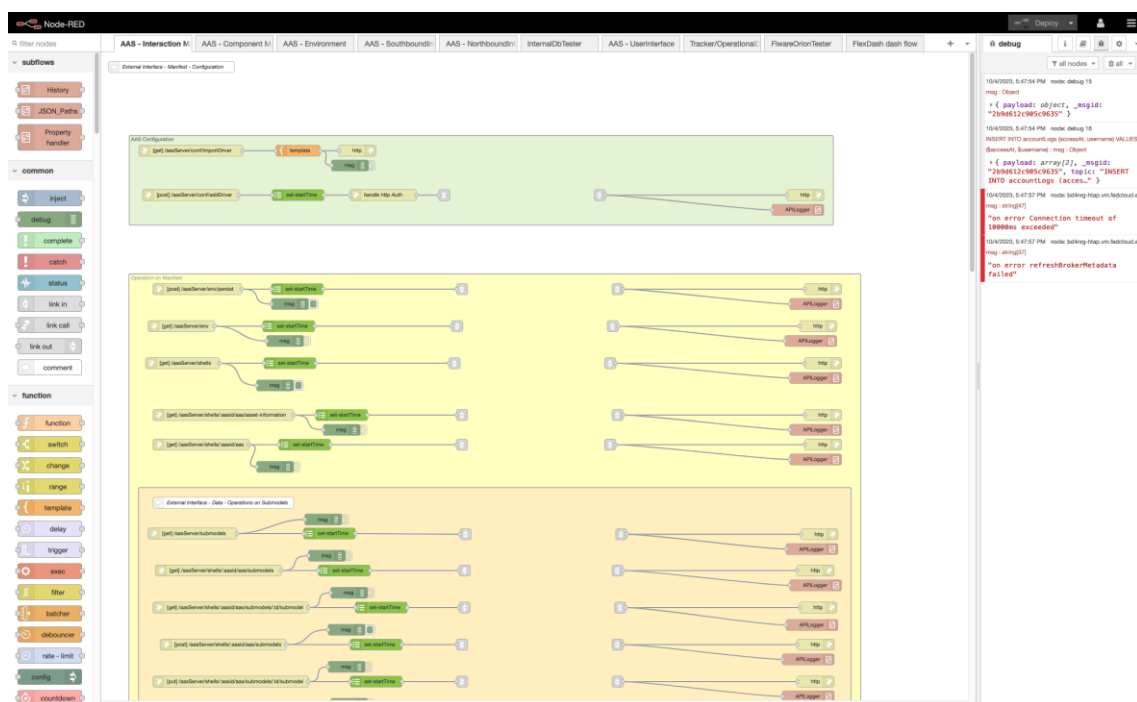 Node-RED
Deploy
filter nodes
AAS - Interaction M
AAS - Component M
AAS - Environment
AAS - Southboundin
AAS - Northboundin
InternalDbTester
AAS - UserInterface
Tracker/Operational
FiwareOrionTester
FlexDash dash flow
debug
all nodes
all
subflows
History
JSON_Paths
Property
handler
common
inject
debug
complete
catch
status
link in
link call
link out
comment
function
function
switch
change
range
template
delay
trigger
exec
filter
batcher
debouncer
rate - limit
config
countdown
External Interface - Manifest - Configuration
AAS Configuration
[get] /aasServer/conf/importDriver
template
http
msg
[post] /aasServer/conf/addDriver
set-startTime
handle http Auth
http
APILogger
Operation on Manifest
[post] /aasServer/env/persist
set-startTime
http
msg
APILogger
[get] /aasServer/env
set-startTime
http
msg
APILogger
[get] /aasServer/shells
set-startTime
http
msg
APILogger
[get] /aasServer/shells/:aasid/aas/asset-information
set-startTime
http
msg
APILogger
[get] /aasServer/shells/:aasid/aas
set-startTime
http
msg
APILogger
External Interface - Data - Operations on Submodels
msg
[get] /aasServer/submodels
set-startTime
http
APILogger
msg
[get] /aasServer/shells/:aasid/aas/submodels
set-startTime
http
APILogger
msg
[get] /aasServer/shells/:aasid/aas/submodels/:id/submodel
set-startTime
http
APILogger
msg
[post] /aasServer/shells/:aasid/aas/submodels
set-startTime
http
APILogger
msg
[put] /aasServer/shells/:aasid/aas/submodels/:id/submodel
set-startTime
http
APILogger
10/4/2023, 5:47:54 PM node: debug 15
msg : Object
{ payload: object, _msgid:
"2b9d612c905c9635" }
10/4/2023, 5:47:54 PM node: debug 16
INSERT INTO accountLogs (accessAt, username) VALUES
($accessAt, $username) : msg : Object
{ payload: array[2], _msgid:
"2b9d612c905c9635", topic: "INSERT
INTO accountLogs (acces…" }
10/4/2023, 5:47:57 PM node: bd4nrg-htap.vm.fedcloud.e
msg : string[47]
"on error Connection timeout of
10000ms exceeded"
10/4/2023, 5:47:57 PM node: bd4nrg-htap.vm.fedcloud.e
msg : string[37]
"on error refreshBrokerMetadata
failed"